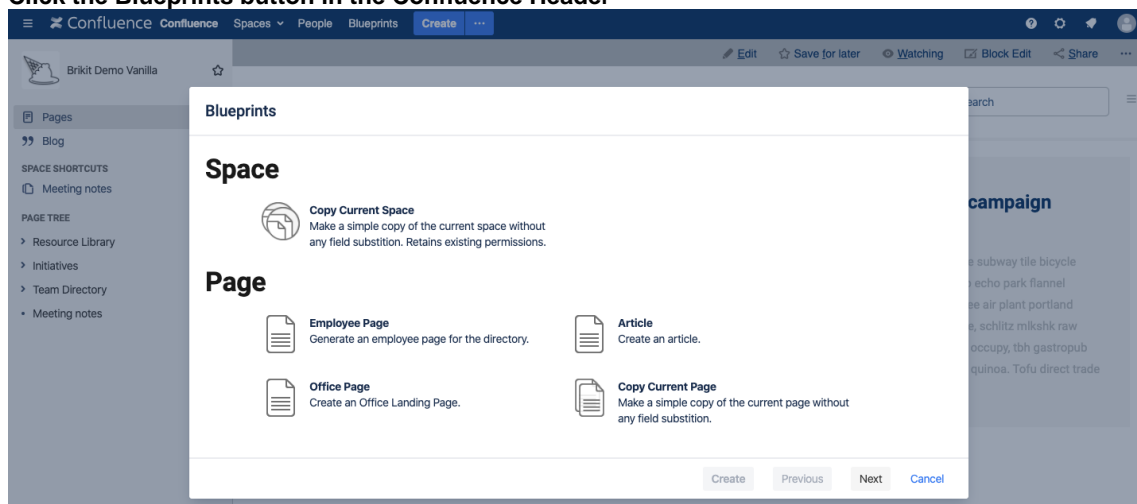 Click the Blueprints button in the Confluence Header
Confluence Confluence Spaces People Blueprints Create ...
Edit Save for later Watching Block Edit Share ...
Brikit Demo Vanilla
earch
Pages
Blog
SPACE SHORTCUTS
Meeting notes
PAGE TREE
Resource Library
Initiatives
Team Directory
Meeting notes
Blueprints
Space
Copy Current Space
Make a simple copy of the current space without
any field substition. Retains existing permissions.
Page
Employee Page
Generate an employee page for the directory.
Article
Create an article.
Office Page
Create an Office Landing Page.
Copy Current Page
Make a simple copy of the current page without
any field substition.
Create Previous Next Cancel
campaign
e subway tile bicycle
echo park flannel
ee air plant portland
e, schlitz mlkshk raw
occupy, tbh gastropub
quinoa. Tofu direct trade